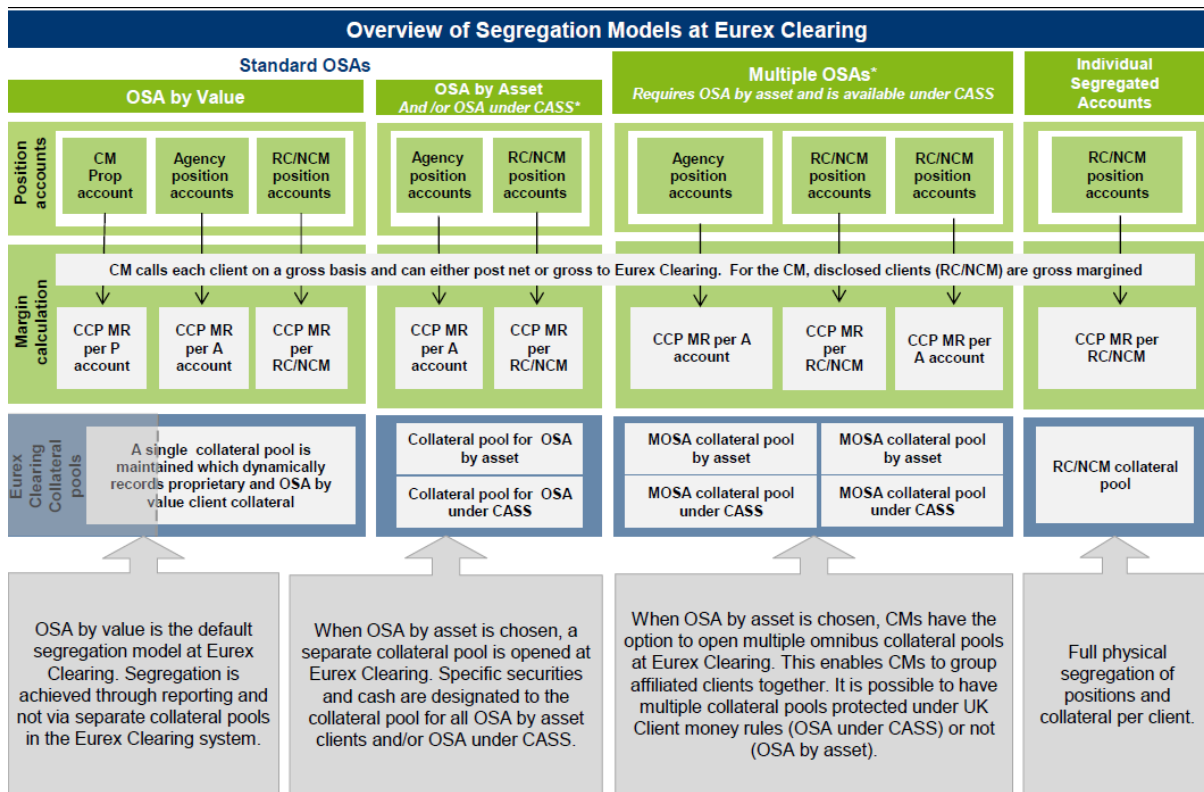 Overview of Segregation Models at Eurex Clearing
Standard OSAs
OSA by Value
OSA by Asset
And /or OSA under CASS*
Multiple OSAs*
Requires OSA by asset and is available under CASS
Individual
Segregated
Accounts
Position
accounts
CM
Prop
account
Agency
position
accounts
RC/NCM
position
accounts
Agency
position
accounts
RC/NCM
position
accounts
Agency
position
accounts
RC/NCM
position
accounts
RC/NCM
position
accounts
RC/NCM
position
accounts
Margin
calculation
CM calls each client on a gross basis and can either post net or gross to Eurex Clearing. For the CM, disclosed clients (RC/NCM) are gross margined
CCP MR
per P
account
CCP MR
per A
account
CCP MR
per
RC/NCM
CCP MR
per A
account
CCP MR
per
RC/NCM
CCP MR per A
account
CCP MR
per
RC/NCM
CCP MR per
A account
CCP MR per
RC/NCM
Eurex
Clearing
Collateral
pools
A single collateral pool is
maintained which dynamically
records proprietary and OSA by
value client collateral
Collateral pool for OSA
by asset
Collateral pool for OSA
under CASS
MOSA collateral pool
by asset
MOSA collateral pool
under CASS
MOSA collateral pool
by asset
MOSA collateral pool
under CASS
RC/NCM collateral
pool
OSA by value is the default
segregation model at Eurex
Clearing. Segregation is
achieved through reporting and
not via separate collateral pools
in the Eurex Clearing system.
When OSA by asset is chosen, a
separate collateral pool is opened at
Eurex Clearing. Specific securities
and cash are designated to the
collateral pool for all OSA by asset
clients and/or OSA under CASS.
When OSA by asset is chosen, CMs have the
option to open multiple omnibus collateral pools
at Eurex Clearing. This enables CMs to group
affiliated clients together. It is possible to have
multiple collateral pools protected under UK
Client money rules (OSA under CASS) or not
(OSA by asset).
Full physical
segregation of
positions and
collateral per client.